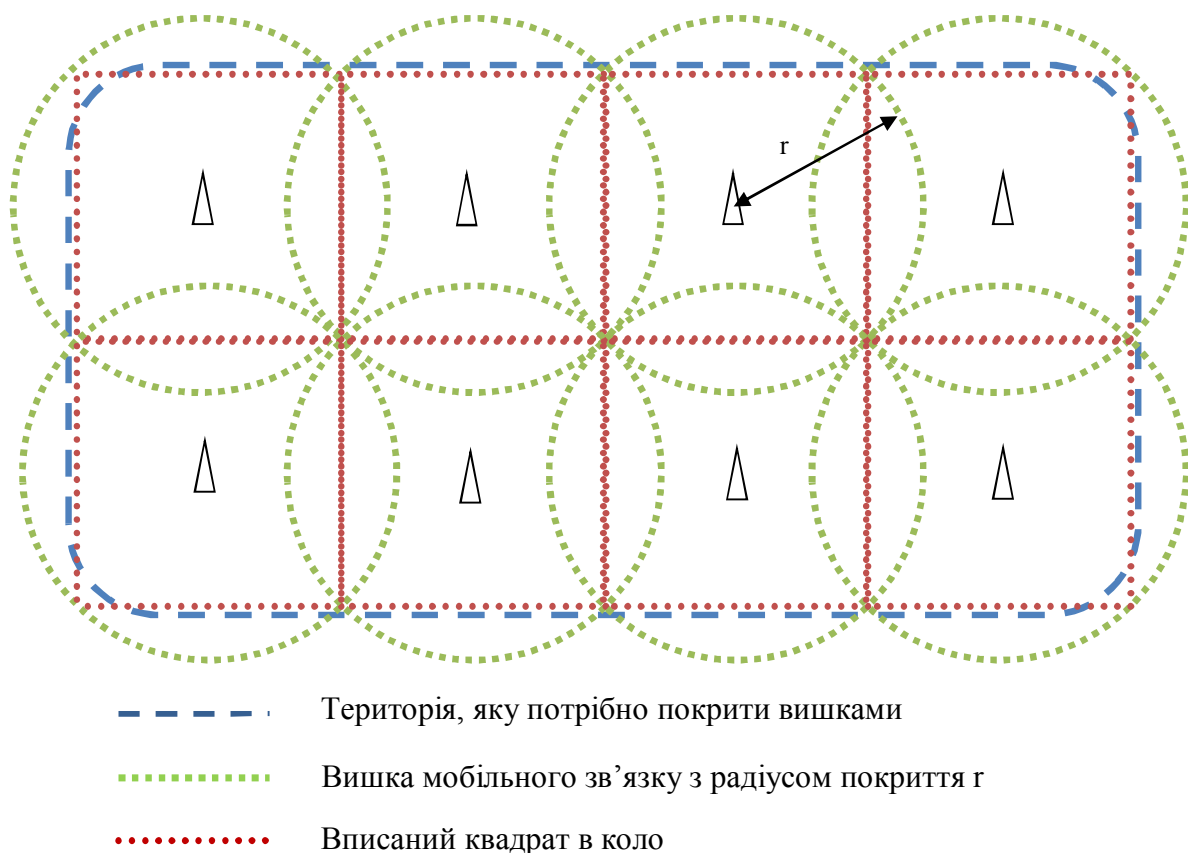 r
Територія, яку потрібно покрити вишками
Вишка мобільного зв’язку з радіусом покриття r
Вписаний квадрат в коло